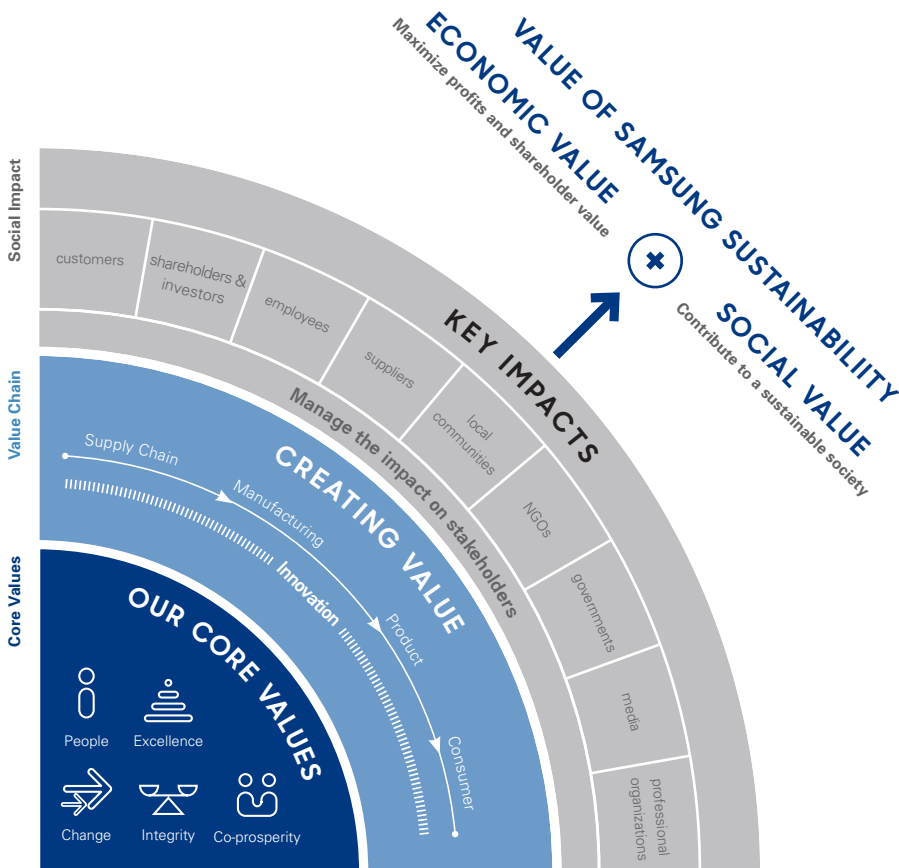 VALUE OF SAMSUNG SUSTAINABILIITY
ECONOMIC VALUE
Maximize profits and shareholder value
SOCIAL VALUE
Contribute to a sustainable society
Social Impact
KEY IMPACTS
customers
shareholders &
investors
employees
suppliers
local
communities
NGOs
governments
media
professional
organizations
Manage the impact on stakeholders
Value Chain
CREATING VALUE
Supply Chain
Manufacturing
Product
Consumer
Innovation
Core Values
OUR CORE VALUES
People
Excellence
Change
Integrity
Co-prosperity